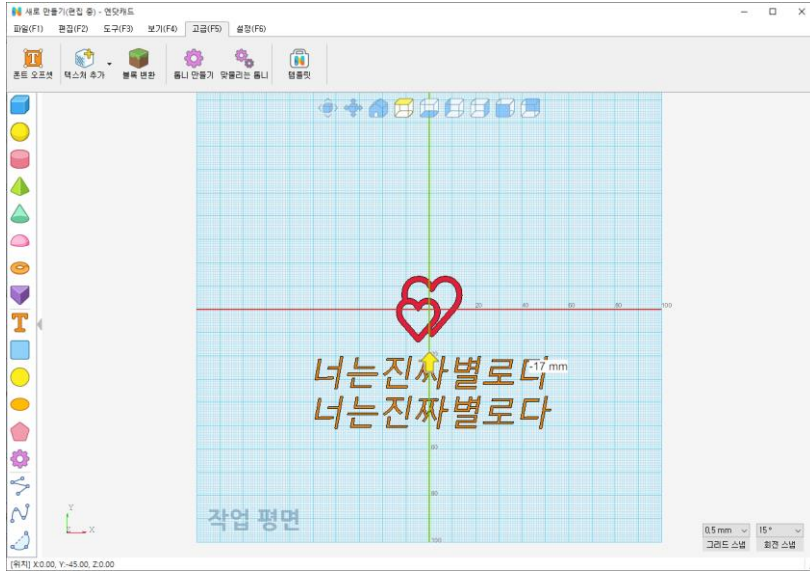 새로 만들기(편집 중) - 엔닷캐드
파일(F1) 편집(F2) 도구(F3) 보기(F4) 고급(F5) 설정(F6)
폰트 오프셋 텍스처 추가 블록 변환 톱니 만들기 맞물리는 톱니 템플릿
20 40 60 80 100
너는진짜별로다
-17 mm
너는진짜별로다
60
80
작업 평면
100
Y
X
0,5 mm 15 °
그리드 스냅 회전 스냅
[위치] X:0.00, Y:-45.00, Z:0.00